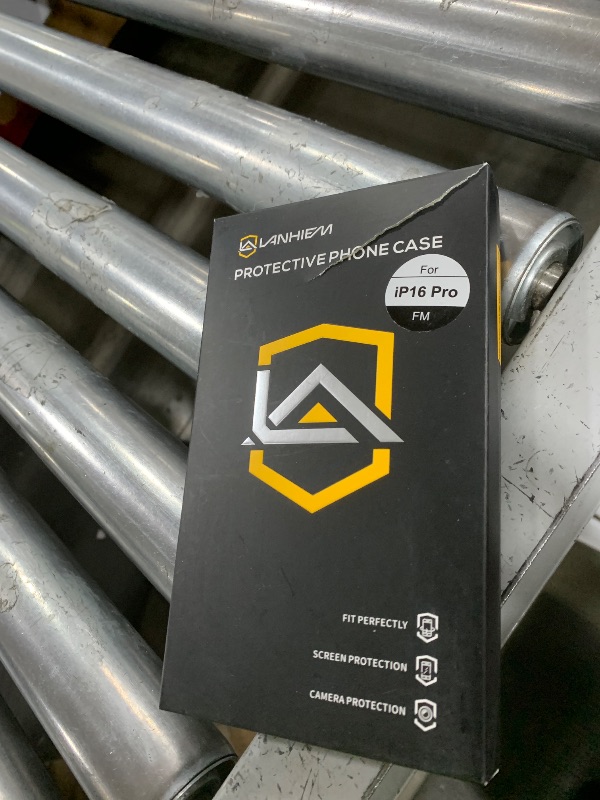 LANHIEM
PROTECTIVE PHONE CASE
For
iP16 Pro
FM
FIT PERFECTLY
SCREEN PROTECTION
CAMERA PROTECTION